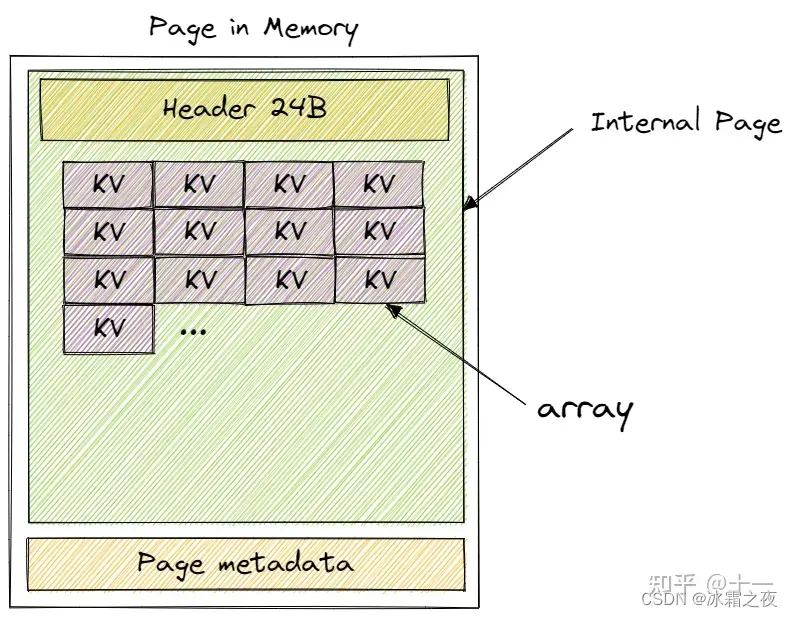 Page in Memory
Header 24B
Internal Page
KV KV KV KV
KV KV KV KV
KV KV KV KV
KV ...
array
Page metadata
知乎 @十一
CSDN @冰霜之夜